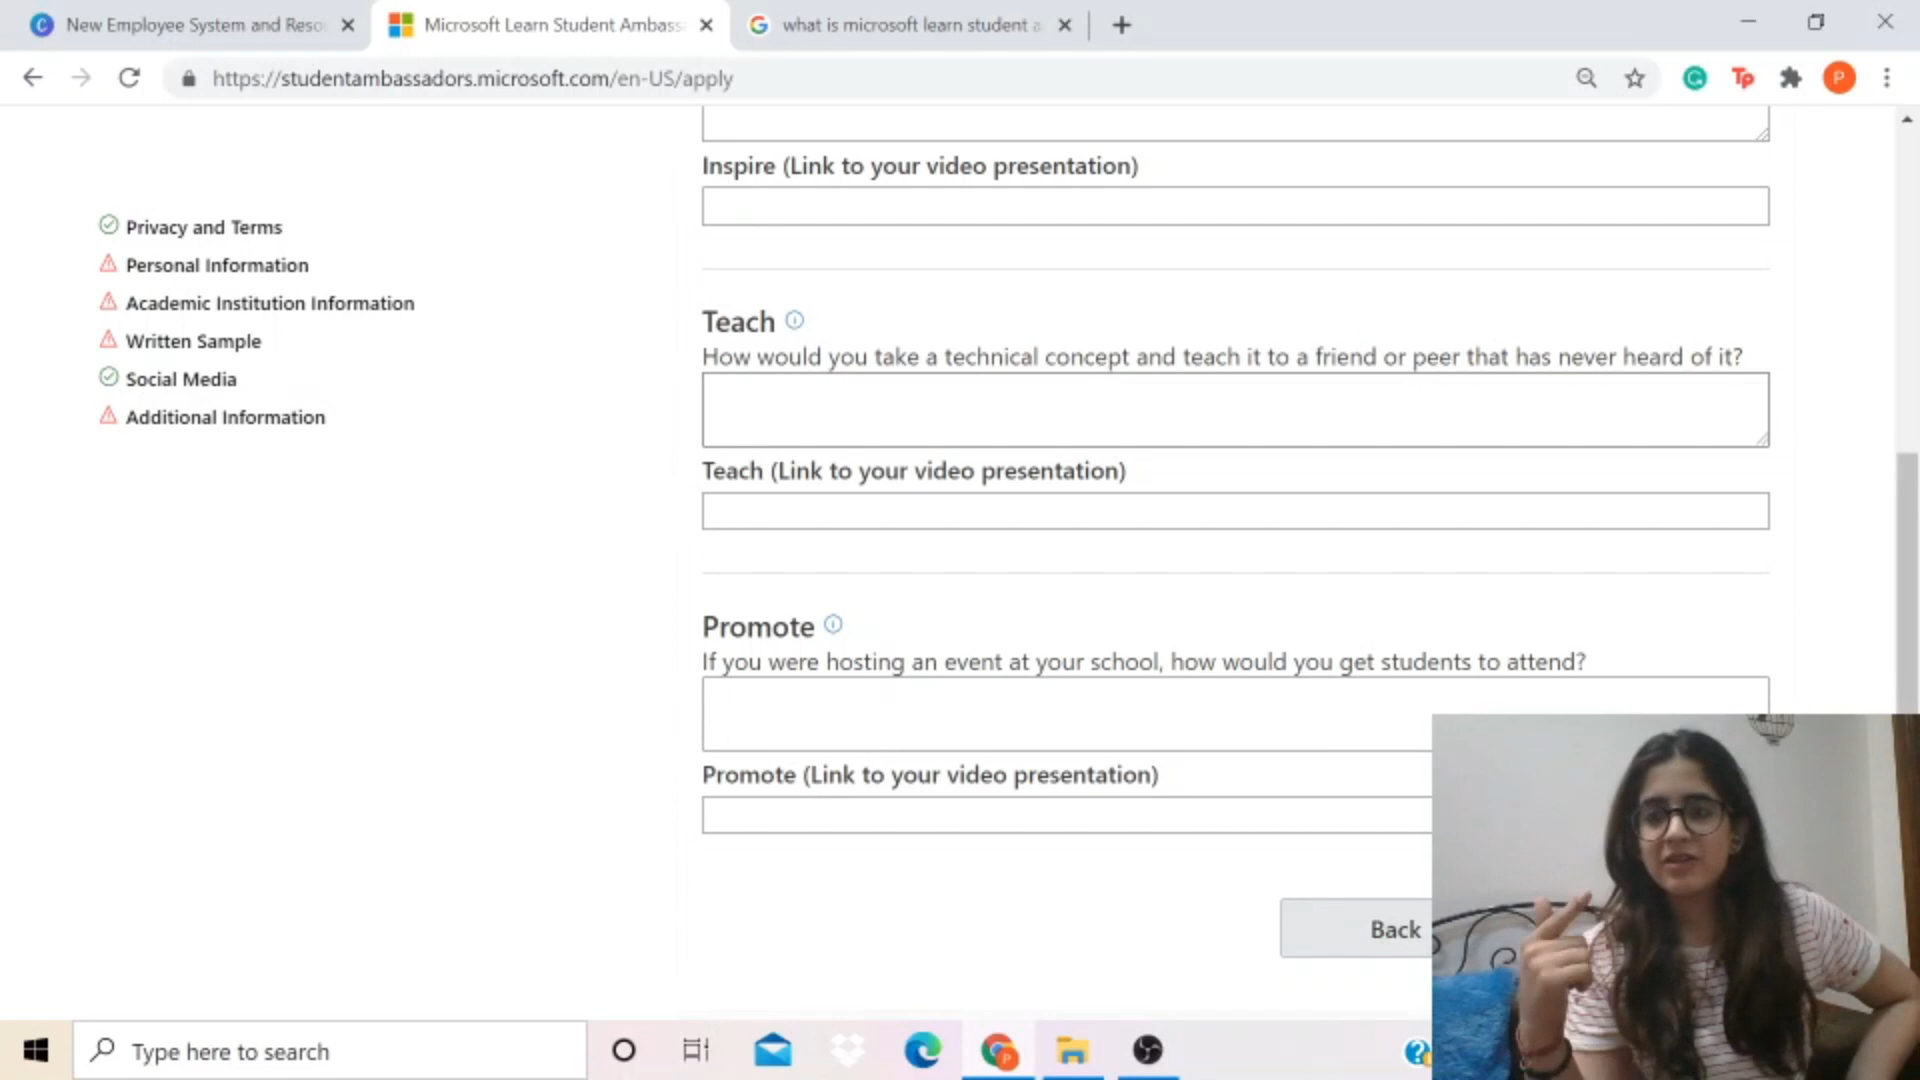 New Employee System and Reso
Microsoft Learn Student Ambass
what is microsoft learn student a
https://studentambassadors.microsoft.com/en-US/apply
P
Inspire (Link to your video presentation)
Privacy and Terms
Personal Information
Academic Institution Information
Written Sample
Social Media
Additional Information
Teach
How would you take a technical concept and teach it to a friend or peer that has never heard of it?
Teach (Link to your video presentation)
Promote
If you were hosting an event at your school, how would you get students to attend?
Promote (Link to your video presentation)
Back
Type here to search